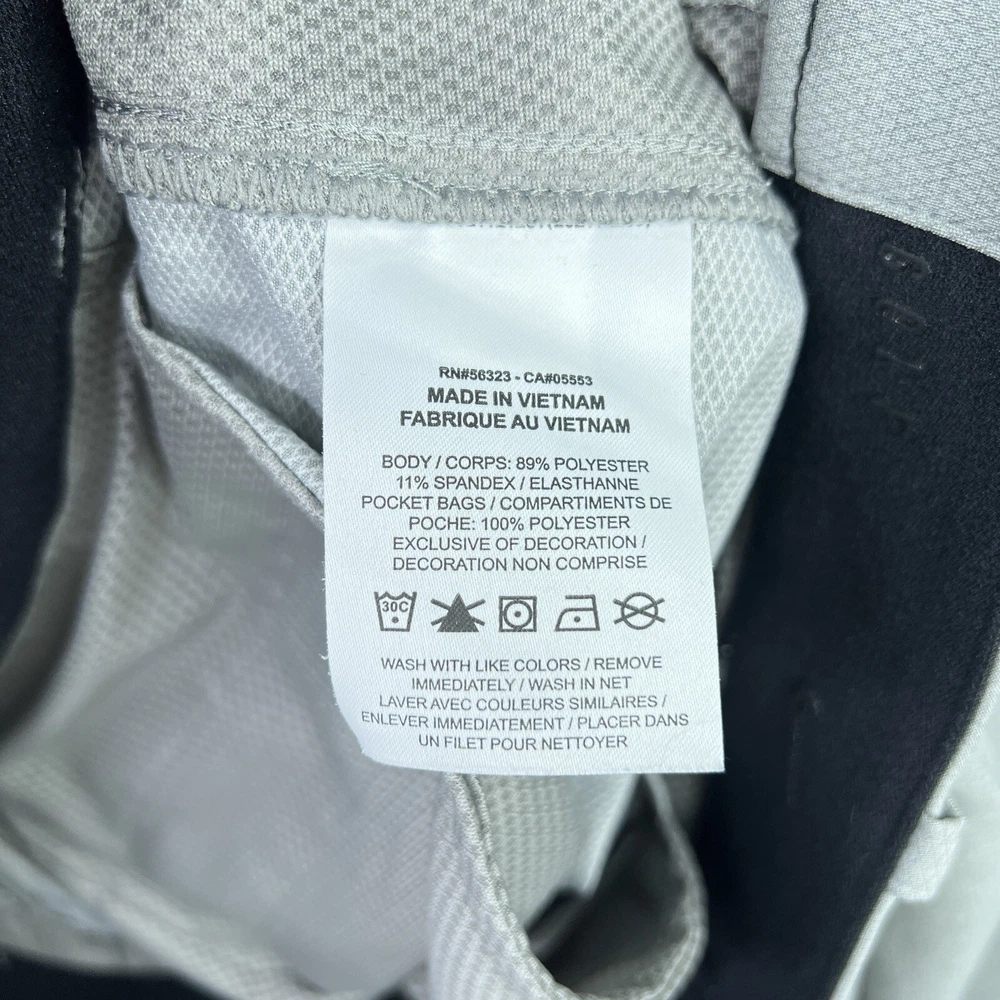 RN#56323 - CA#05553
MADE IN VIETNAM
FABRIQUE AU VIETNAM
BODY / CORPS: 89% POLYESTER
11% SPANDEX / ELASTHANNE
POCKET BAGS / COMPARTIMENTS DE
POCHE: 100% POLYESTER
EXCLUSIVE OF DECORATION /
DECORATION NON COMPRISE
30C
WASH WITH LIKE COLORS / REMOVE
IMMEDIATELY / WASH IN NET
LAVER AVEC COULEURS SIMILAIRES /
ENLEVER IMMEDIATEMENT / PLACER DANS
UN FILET POUR NETTOYER